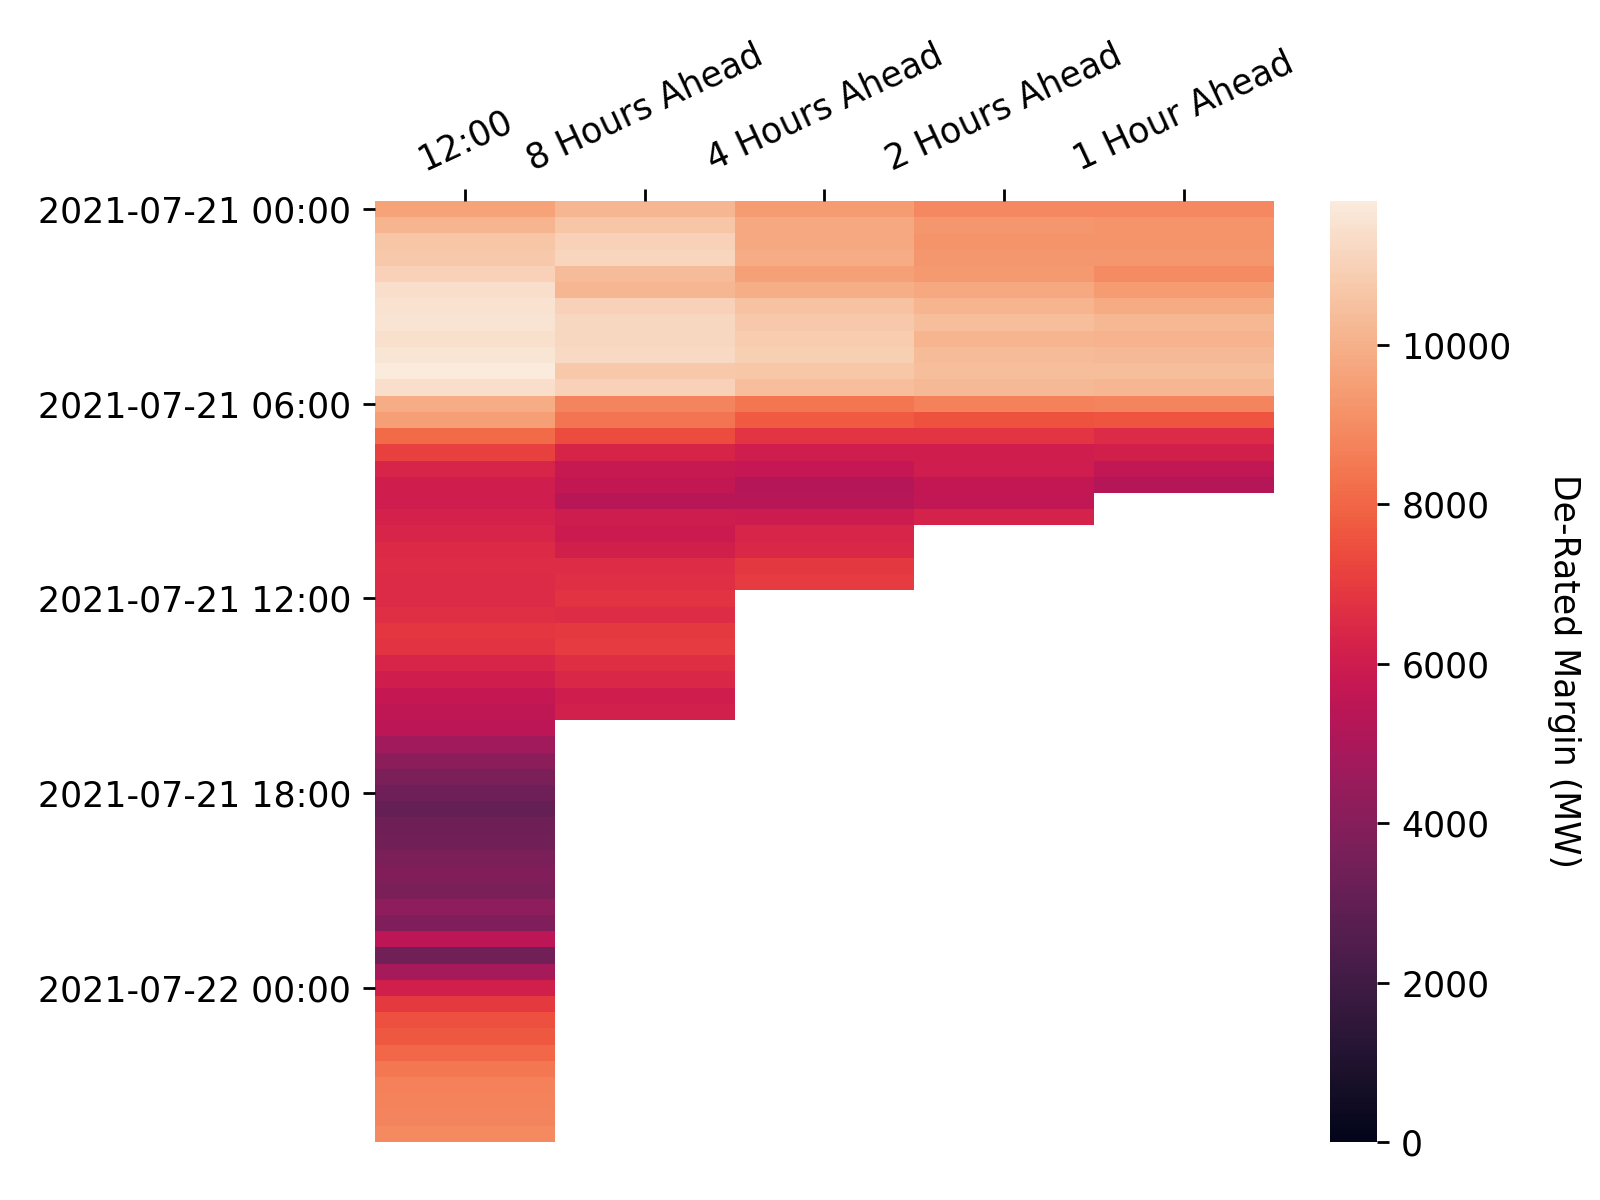 12:00
8 Hours Ahead
4 Hours Ahead
2 Hours Ahead
1 Hour Ahead
2021-07-21 00:00
2021-07-21 06:00
2021-07-21 12:00
2021-07-21 18:00
2021-07-22 00:00
10000
8000
6000
4000
2000
0
De-Rated Margin (MW)